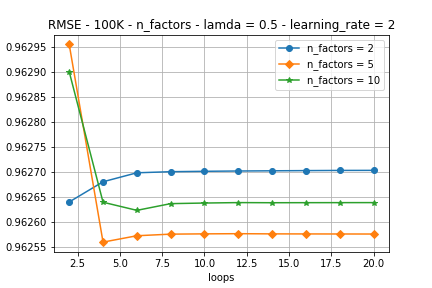 RMSE - 100K - n_factors - lamda = 0.5 - learning_rate = 2
n_factors = 2
n_factors = 5
n_factors = 10
0.96295
0.96290
0.96285
0.96280
0.96275
0.96270
0.96265
0.96260
0.96255
2.5 5.0 7.5 10.0 12.5 15.0 17.5 20.0
loops